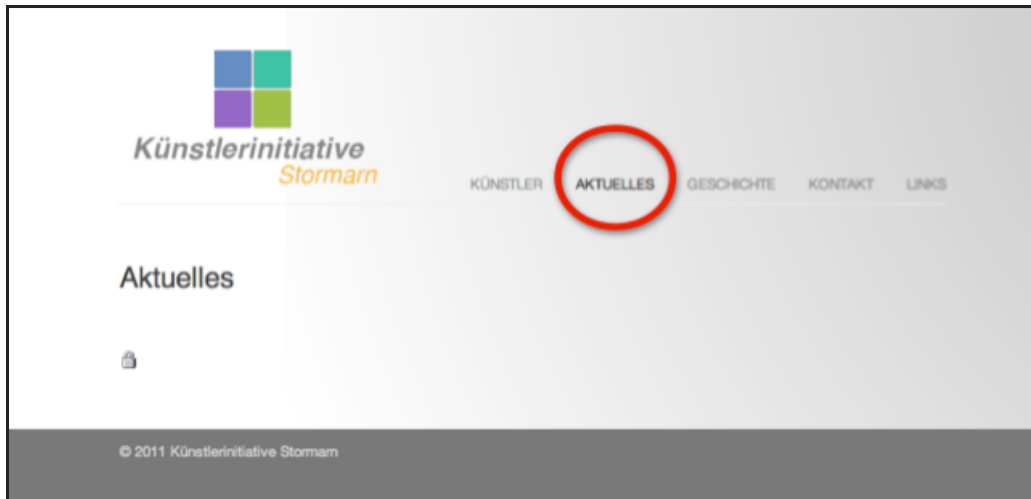 Künstlerinitiative
Stormarn
KÜNSTLER AKTUELLES GESCHICHTE KONTAKT LINKS
Aktuelles
© 2011 Künstlerinitiative Stormarn